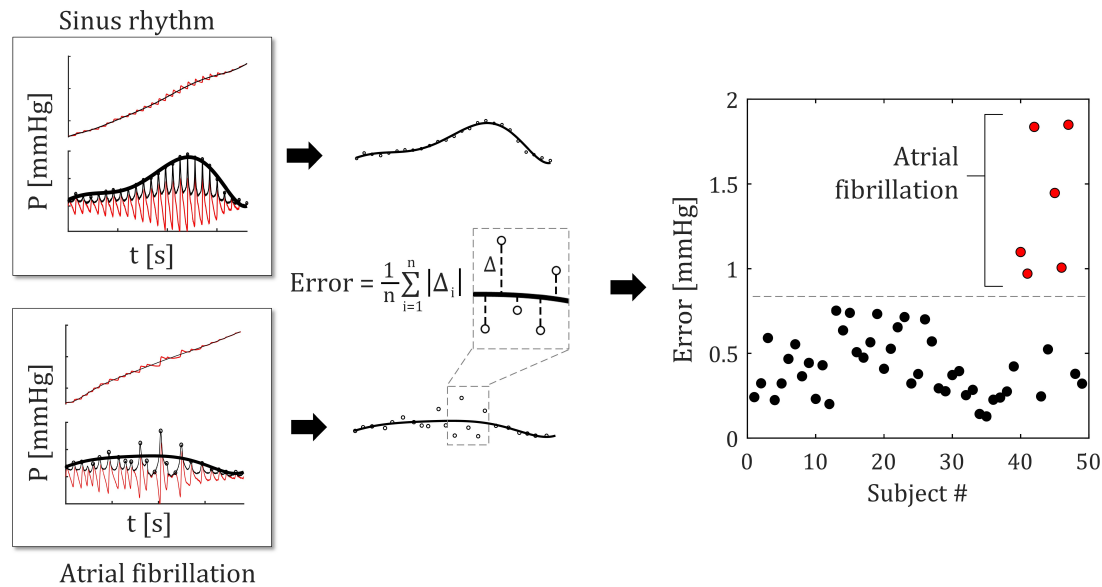 Sinus rhythm
P [mmHg]
t [s]
P [mmHg]
t [s]
Atrial fibrillation
Error = 1/n n∑i=1 |Δi|
Δ
Error [mmHg]
2
1.5
1
0.5
0
Atrial
fibrillation
0 10 20 30 40 50
Subject #